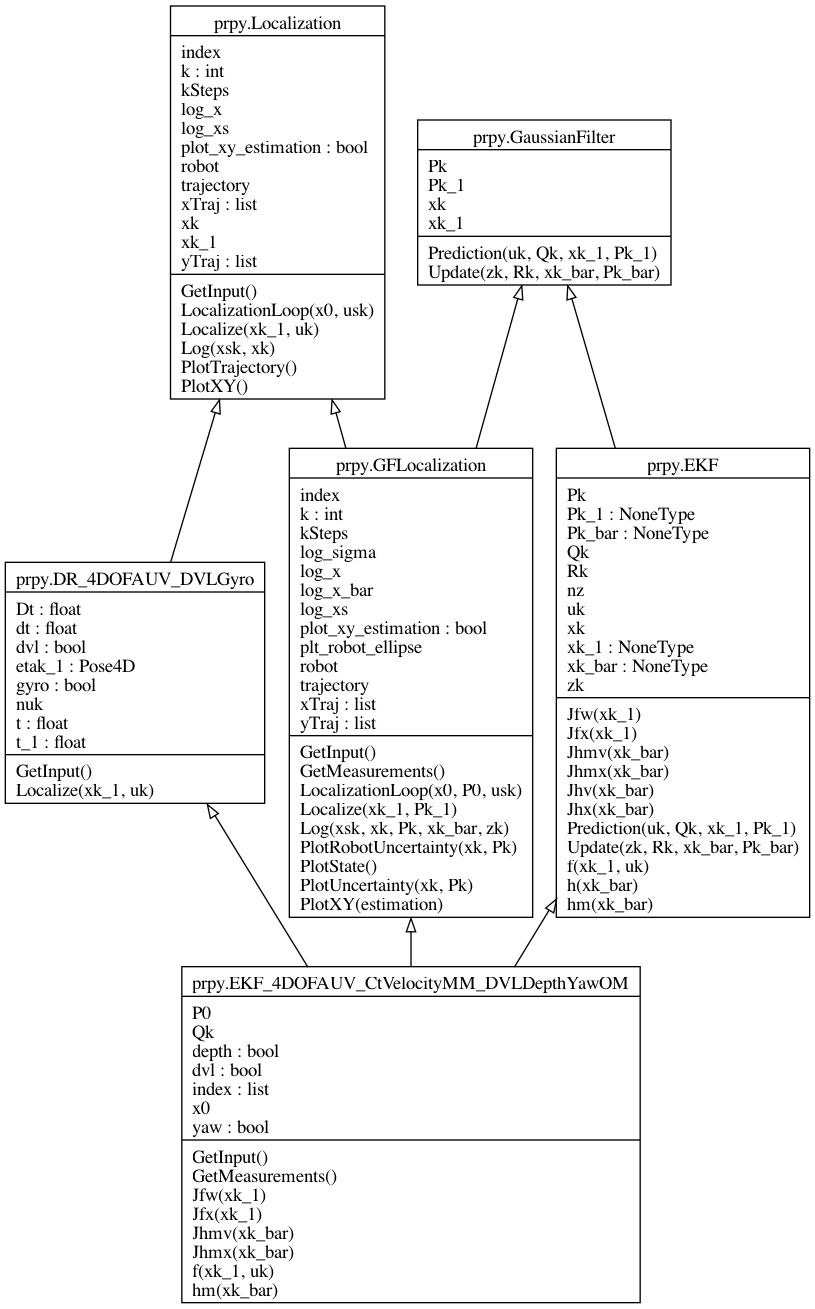 prpy.Localization
index
k : int
kSteps
log_x
log_xs
plot_xy_estimation : bool
robot
trajectory
xTraj : list
xk
xk_1
yTraj : list
GetInput()
LocalizationLoop(x0, usk)
Localize(xk_1, uk)
Log(xsk, xk)
PlotTrajectory()
PlotXY()
prpy.GaussianFilter
Pk
Pk_1
xk
xk_1
Prediction(uk, Qk, xk_1, Pk_1)
Update(zk, Rk, xk_bar, Pk_bar)
prpy.DR_4DOFAUV_DVLGyro
Dt : float
dt : float
dvl : bool
etak_1 : Pose4D
gyro : bool
nuk
t : float
t_1 : float
GetInput()
Localize(xk_1, uk)
prpy.GFLocalization
index
k : int
kSteps
log_sigma
log_x
log_x_bar
log_xs
plot_xy_estimation : bool
plt_robot_ellipse
robot
trajectory
xTraj : list
yTraj : list
GetInput()
GetMeasurements()
LocalizationLoop(x0, P0, usk)
Localize(xk_1, Pk_1)
Log(xsk, xk, Pk, xk_bar, zk)
PlotRobotUncertainty(xk, Pk)
PlotState()
PlotUncertainty(xk, Pk)
PlotXY(estimation)
prpy.EKF
Pk
Pk_1 : NoneType
Pk_bar : NoneType
Qk
Rk
nz
uk
xk
xk_1 : NoneType
xk_bar : NoneType
zk
Jfw(xk_1)
Jfx(xk_1)
Jhmv(xk_bar)
Jhmx(xk_bar)
Jhv(xk_bar)
Jhx(xk_bar)
Prediction(uk, Qk, xk_1, Pk_1)
Update(zk, Rk, xk_bar, Pk_bar)
f(xk_1, uk)
h(xk_bar)
hm(xk_bar)
prpy.EKF_4DOFAUV_CtVelocityMM_DVLDepthYawOM
P0
Qk
depth : bool
dvl : bool
index : list
x0
yaw : bool
GetInput()
GetMeasurements()
Jfw(xk_1)
Jfx(xk_1)
Jhmv(xk_bar)
Jhmx(xk_bar)
f(xk_1, uk)
hm(xk_bar)